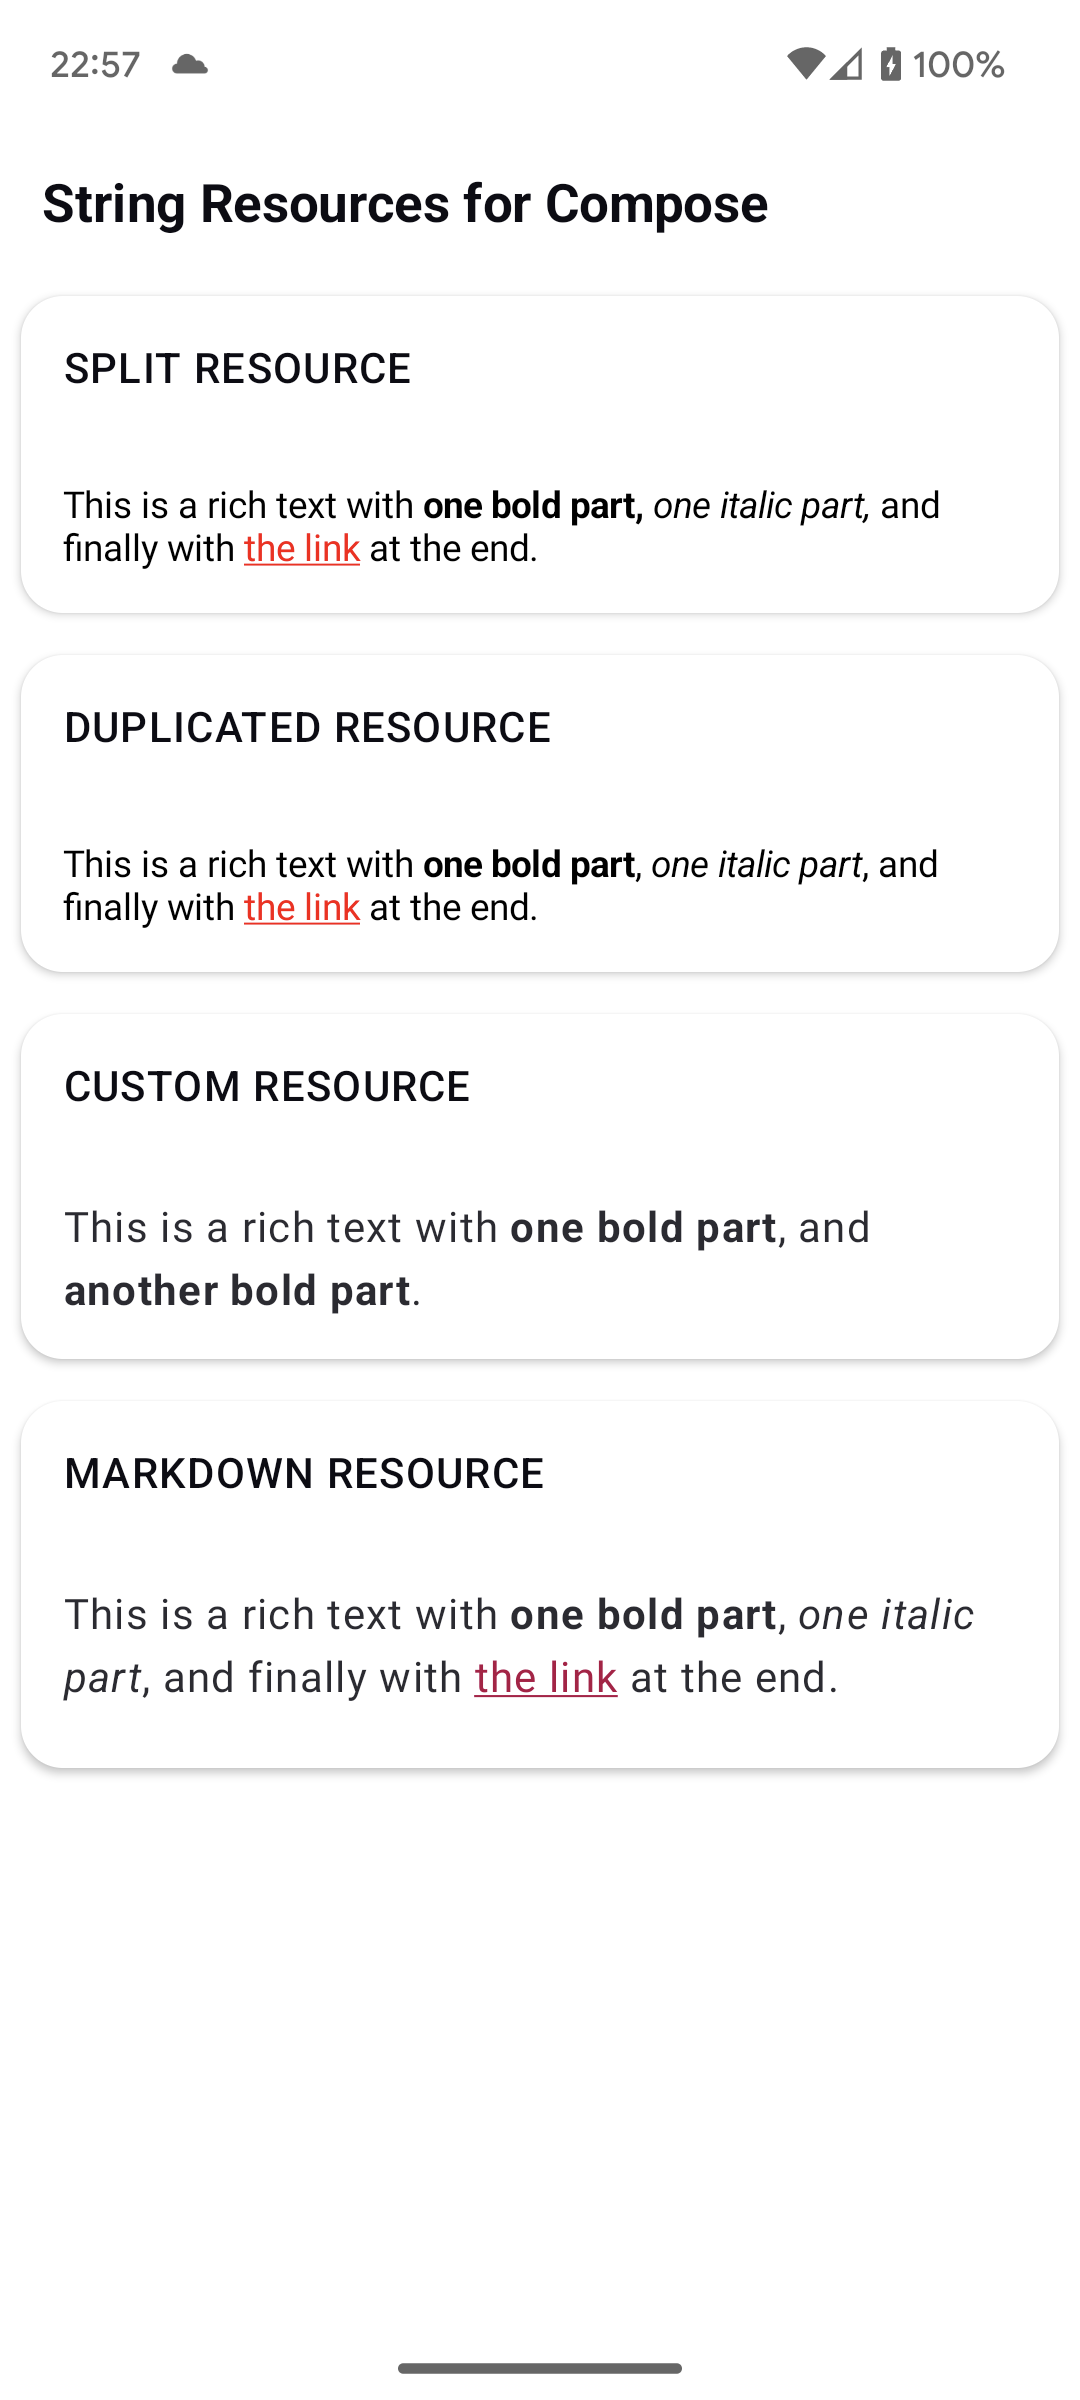 22:57 100%
String Resources for Compose
SPLIT RESOURCE
This is a rich text with one bold part, one italic part, and
finally with the link at the end.
DUPLICATED RESOURCE
This is a rich text with one bold part, one italic part, and
finally with the link at the end.
CUSTOM RESOURCE
This is a rich text with one bold part, and
another bold part.
MARKDOWN RESOURCE
This is a rich text with one bold part, one italic
part, and finally with the link at the end.